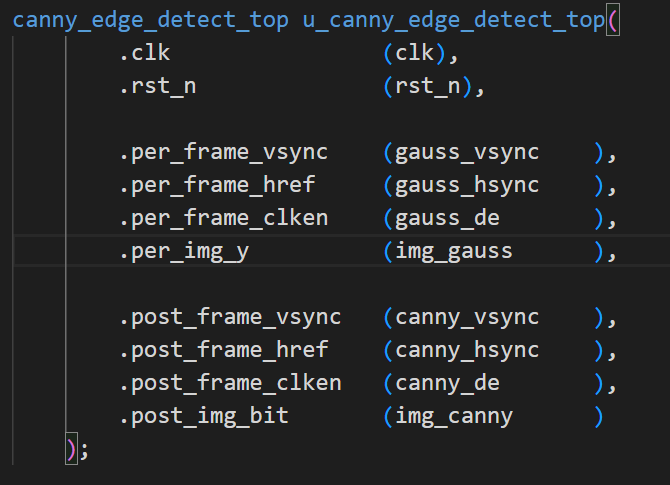 canny_edge_detect_top u_canny_edge_detect_top(
.clk (clk),
.rst_n (rst_n),
.per_frame_vsync (gauss_vsync ),
.per_frame_href (gauss_hsync ),
.per_frame_clken (gauss_de ),
.per_img_y (img_gauss ),
.post_frame_vsync (canny_vsync ),
.post_frame_href (canny_hsync ),
.post_frame_clken (canny_de ),
.post_img_bit (img_canny )
);